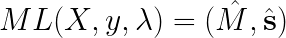 ML(X, y, λ) = (M̂, ŝ)